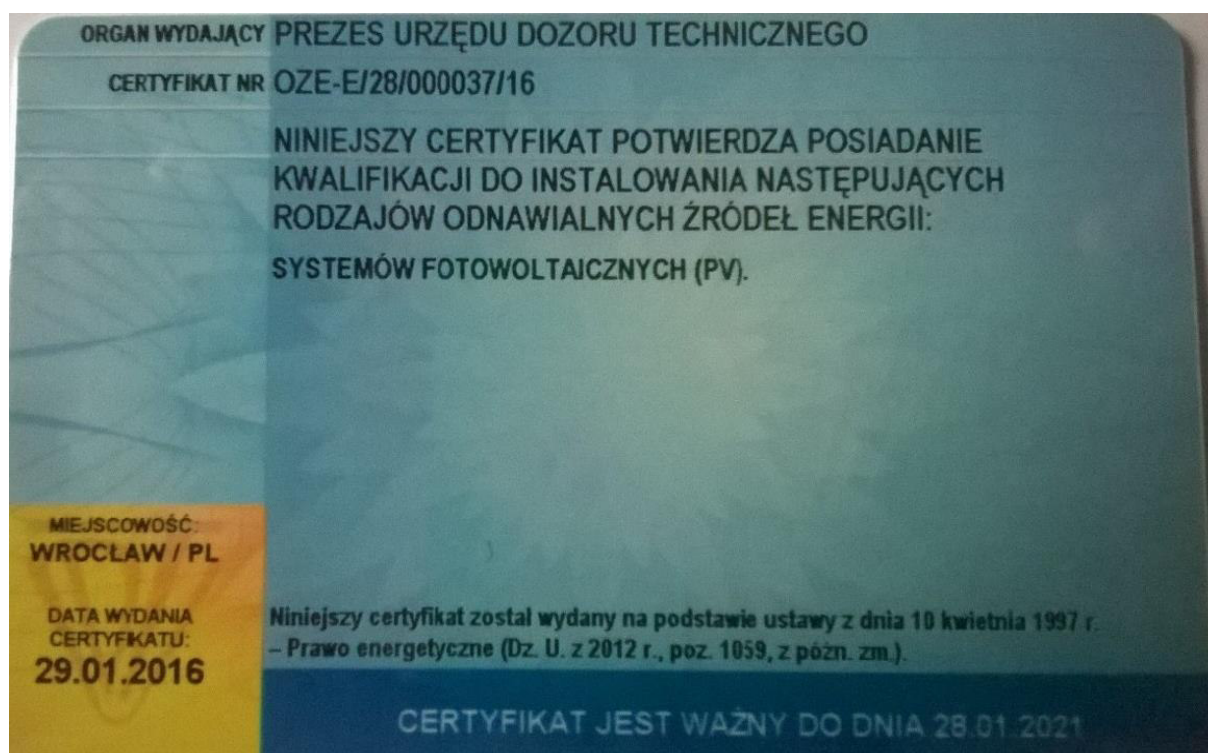 ORGAN WYDAJĄCY PREZES URZĘDU DOZORU TECHNICZNEGO
CERTYFIKAT NR OZE-E/28/000037/16
NINIEJSZY CERTYFIKAT POTWIERDZA POSIADANIE
KWALIFIKACJI DO INSTALOWANIA NASTĘPUJĄCYCH
RODZAJÓW ODNAWIALNYCH ŹRÓDEŁ ENERGII:
SYSTEMÓW FOTOWOLTAICZNYCH (PV).
MIEJSCOWOŚĆ:
WROCŁAW / PL
DATA WYDANIA
CERTYFIKATU:
29.01.2016
Niniejszy certyfikat został wydany na podstawie ustawy z dnia 10 kwietnia 1997 r.
– Prawo energetyczne (Dz. U. z 2012 r., poz. 1059, z późn. zm.).
CERTYFIKAT JEST WAŻNY DO DNIA 28.01.2021